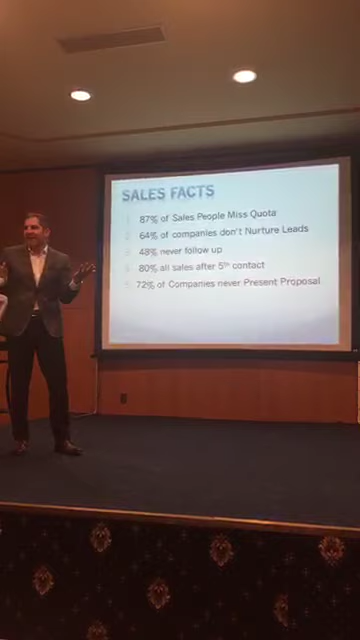 SALES FACTS
87% of Sales People Miss Quota
64% of companies don't Nurture Leads
48% never follow up
80% all sales after 5th contact
72% of Companies never Present Proposal